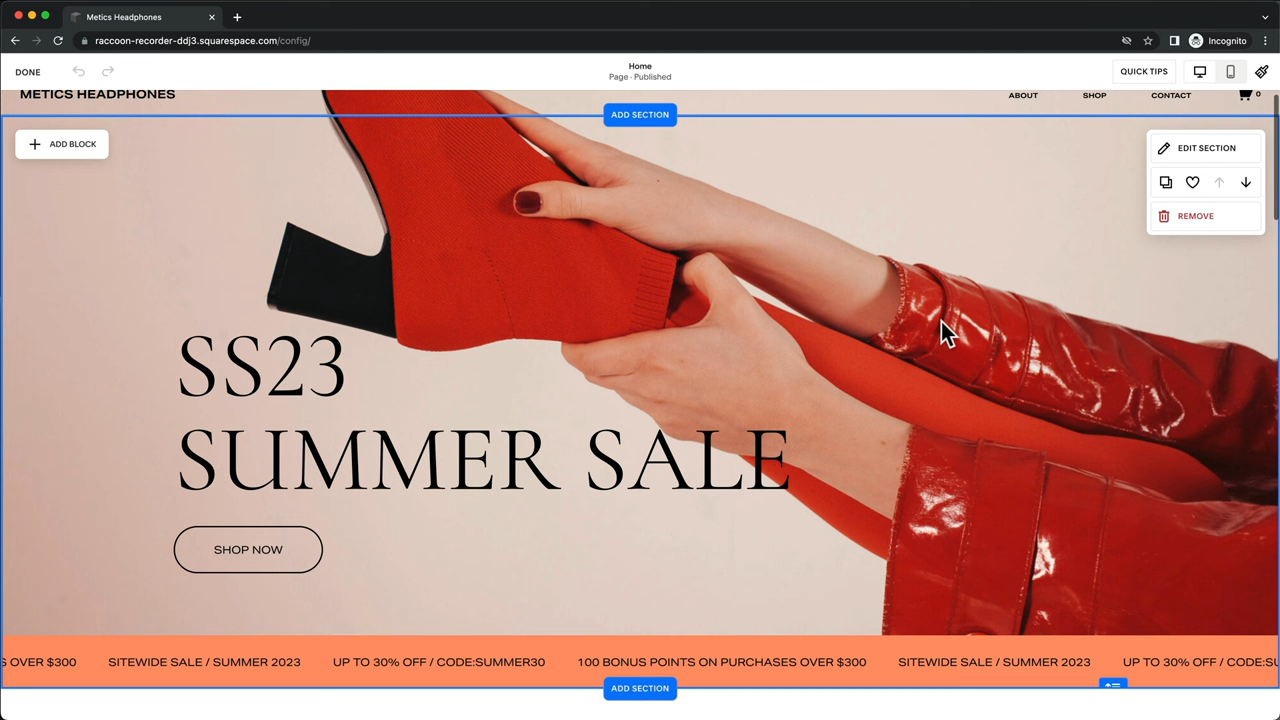 Metics Headphones
raccoon-recorder-ddj3.squarespace.com/config/
Incognito
DONE
Home
Page · Published
QUICK TIPS
METICS HEADPHONES
ABOUT
SHOP
CONTACT
0
ADD SECTION
ADD BLOCK
EDIT SECTION
REMOVE
SS23
SUMMER SALE
SHOP NOW
S OVER $300 SITEWIDE SALE / SUMMER 2023 UP TO 30% OFF / CODE:SUMMER30 100 BONUS POINTS ON PURCHASES OVER $300 SITEWIDE SALE / SUMMER 2023 UP TO 30% OFF / CODE:SU
ADD SECTION